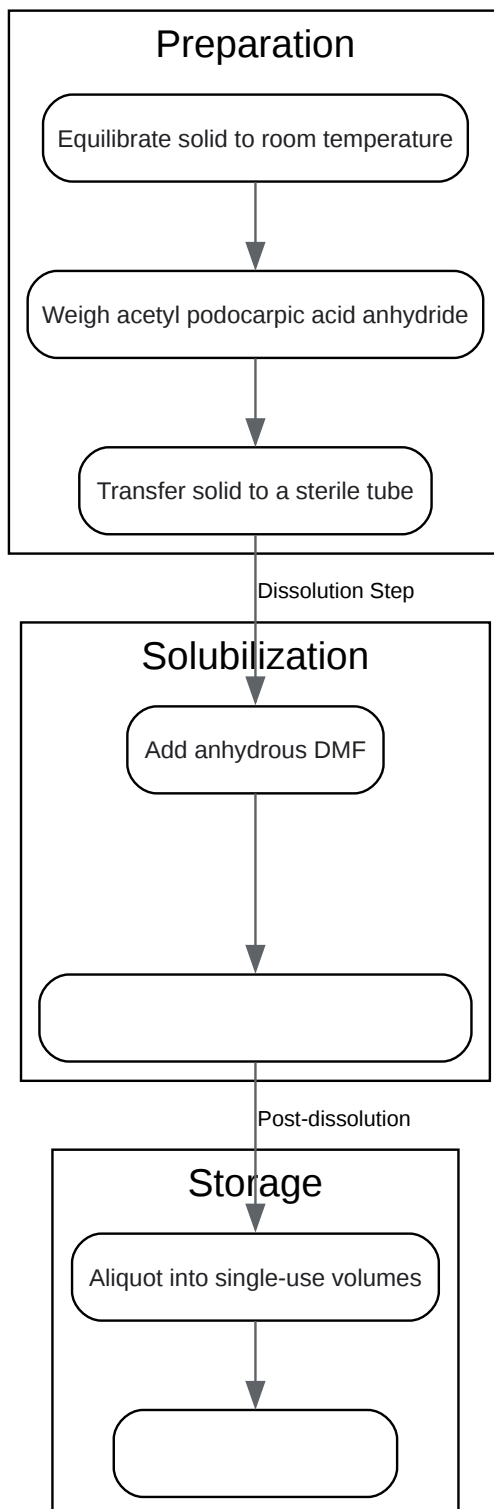 Preparation
Equilibrate solid to room temperature
Weigh acetyl podocarpic acid anhydride
Transfer solid to a sterile tube
Dissolution Step
Solubilization
Add anhydrous DMF
Post-dissolution
Storage
Aliquot into single-use volumes